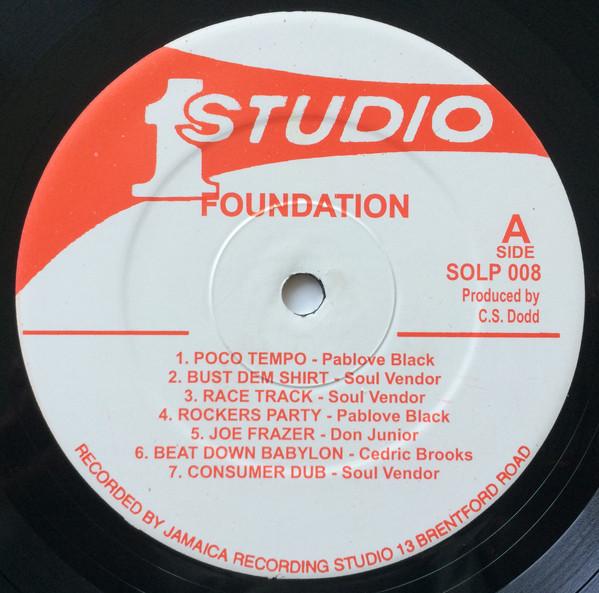 1 STUDIO
FOUNDATION
A
SIDE
SOLP 008
Produced by
C.S. Dodd
1. POCO TEMPO - Pablove Black
2. BUST DEM SHIRT - Soul Vendor
3. RACE TRACK - Soul Vendor
4. ROCKERS PARTY - Pablove Black
5. JOE FRAZER - Don Junior
6. BEAT DOWN BABYLON - Cedric Brooks
7. CONSUMER DUB - Soul Vendor
RECORDED BY JAMAICA RECORDING STUDIO 13 BRENTFORD ROAD